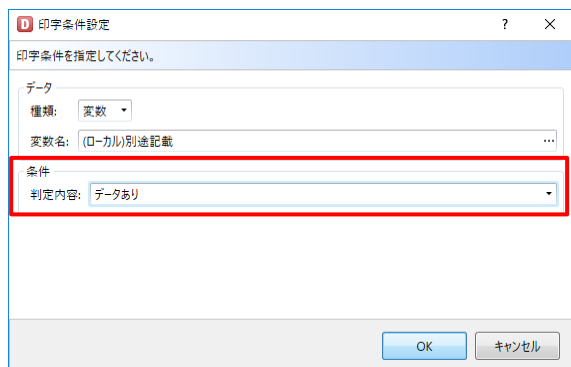 D 印字条件設定 ? ×
印字条件を指定してください。
データ
種類: 変数
変数名: (ローカル)別途記載 ...
条件
判定内容: データあり
OK キャンセル